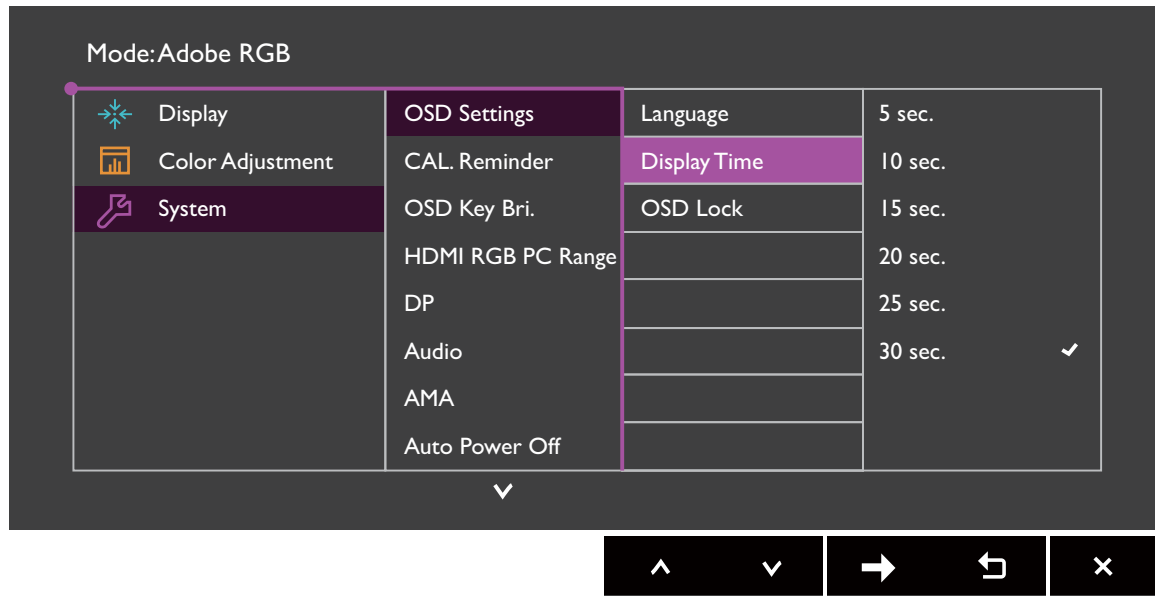 Mode: Adobe RGB
Display
Color Adjustment
System
OSD Settings
CAL. Reminder
OSD Key Bri.
HDMI RGB PC Range
DP
Audio
AMA
Auto Power Off
Language
Display Time
OSD Lock
5 sec.
10 sec.
15 sec.
20 sec.
25 sec.
30 sec.